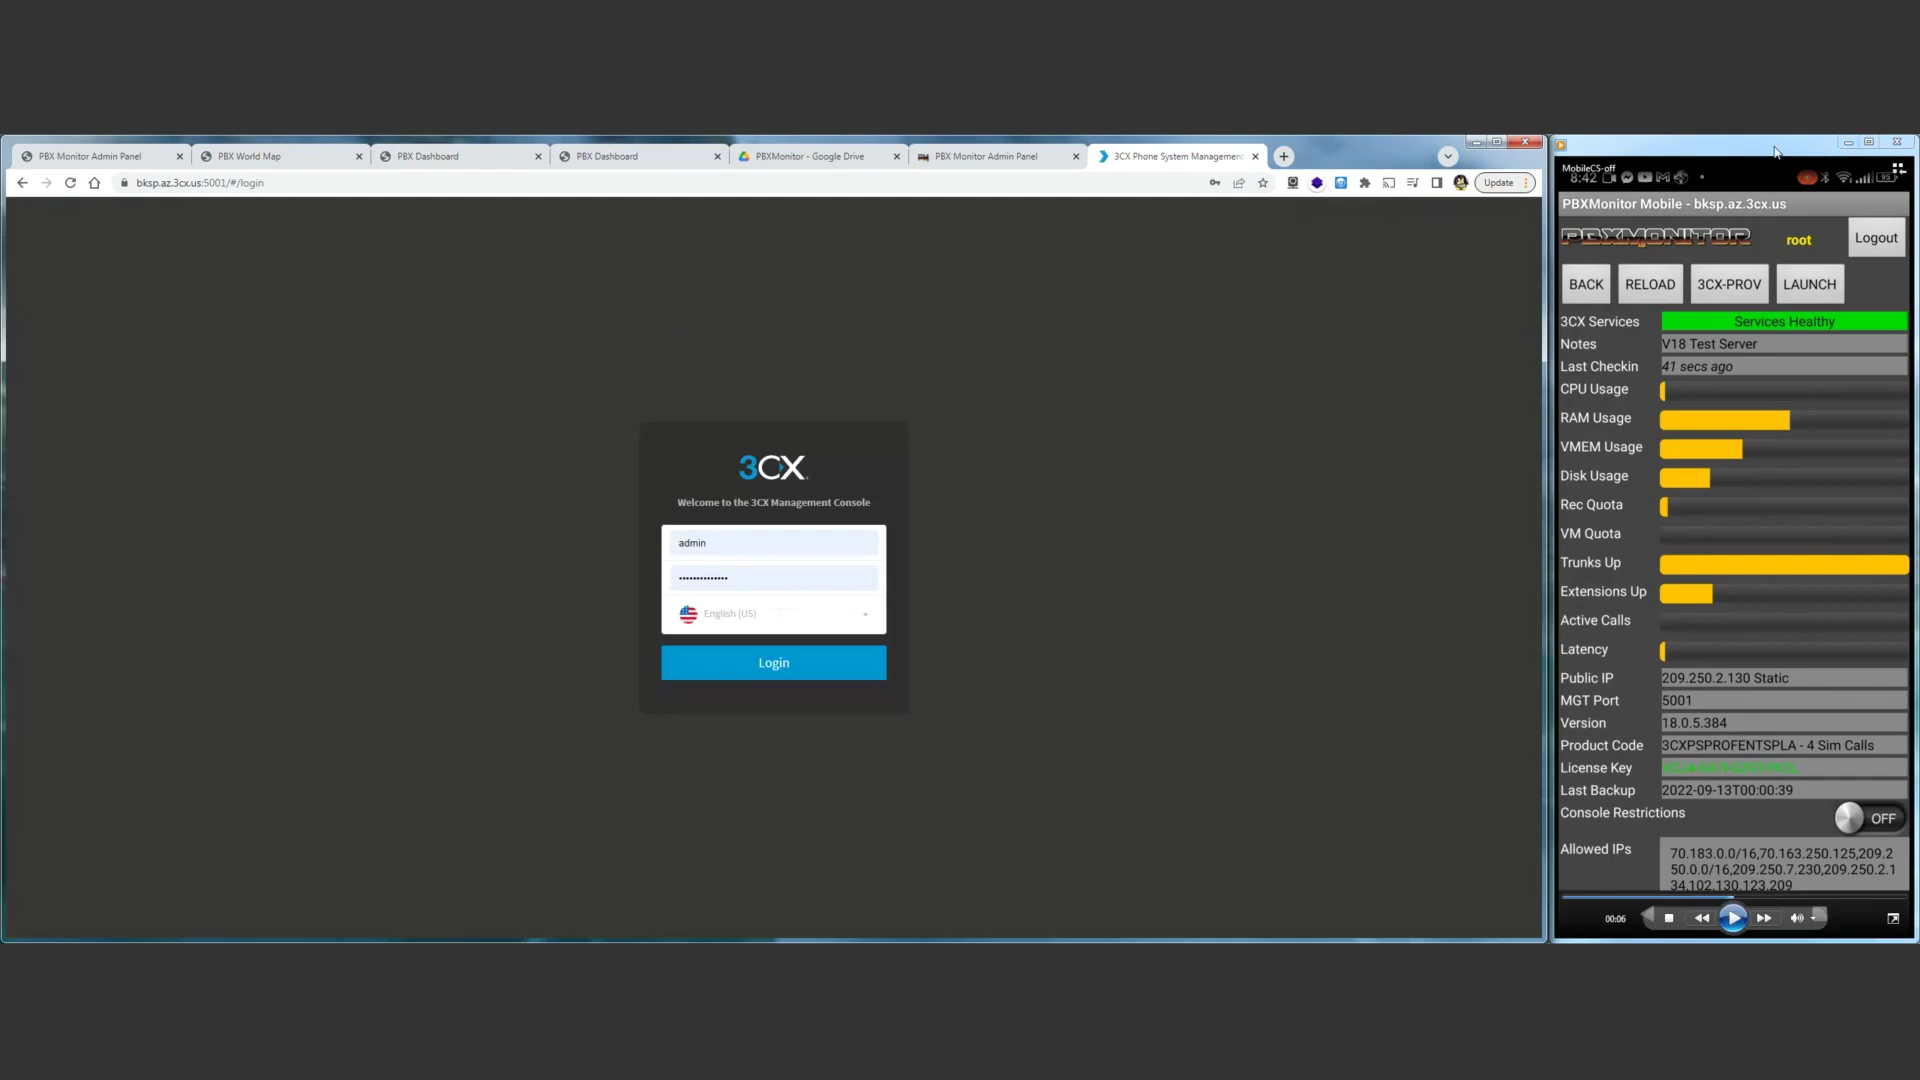 PBX Monitor Admin Panel
PBX World Map
PBX Dashboard
PBX Dashboard
PBXMonitor - Google Drive
PBX Monitor Admin Panel
3CX Phone System Management
bksp.az.3cx.us:5001/#/login
Update
3CX
Welcome to the 3CX Management Console
admin
••••••••••••••
English (US)
Login
MobileCS-off
8:42
95
PBXMonitor Mobile - bksp.az.3cx.us
PBXMONITOR
root
Logout
BACK
RELOAD
3CX-PROV
LAUNCH
3CX Services Services Healthy
Notes V18 Test Server
Last Checkin 41 secs ago
CPU Usage
RAM Usage
VMEM Usage
Disk Usage
Rec Quota
VM Quota
Trunks Up
Extensions Up
Active Calls
Latency
Public IP 209.250.2.130 Static
MGT Port 5001
Version 18.0.5.384
Product Code 3CXPSPROFENTSPLA - 4 Sim Calls
License Key
Last Backup 2022-09-13T00:00:39
Console Restrictions OFF
Allowed IPs 70.183.0.0/16,70.163.250.125,209.2
50.0.0/16,209.250.7.230,209.250.2.1
34,102.130.123,209
00:06